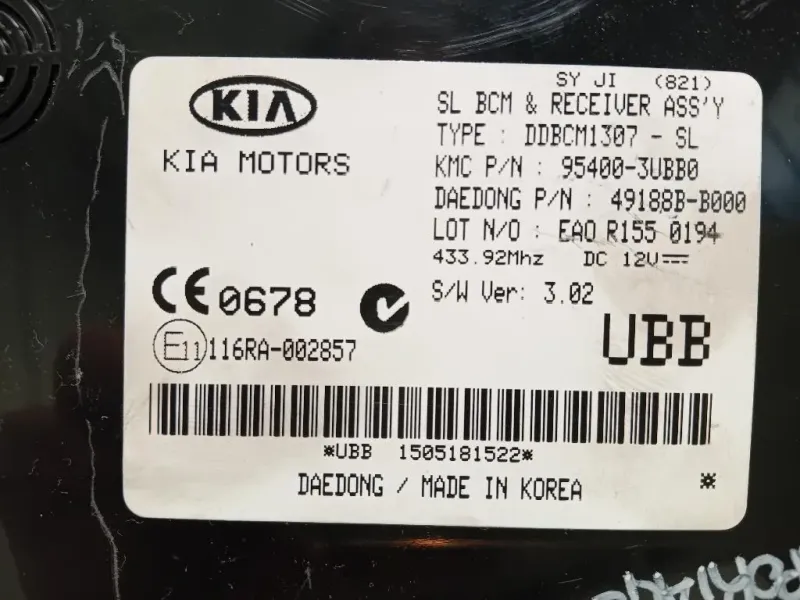 SY JI (821)
KIA
KIA MOTORS
SL BCM & RECEIVER ASS'Y
TYPE : DDBCM1307 - SL
KMC P/N : 95400-3UBB0
DAEDONG P/N : 49188B-B000
LOT N/O : EAO R155 0194
433.92Mhz DC 12V
S/W Ver: 3.02
CE 0678
E11 116RA-002857
UBB
*UBB 1505181522*
DAEDONG / MADE IN KOREA
*